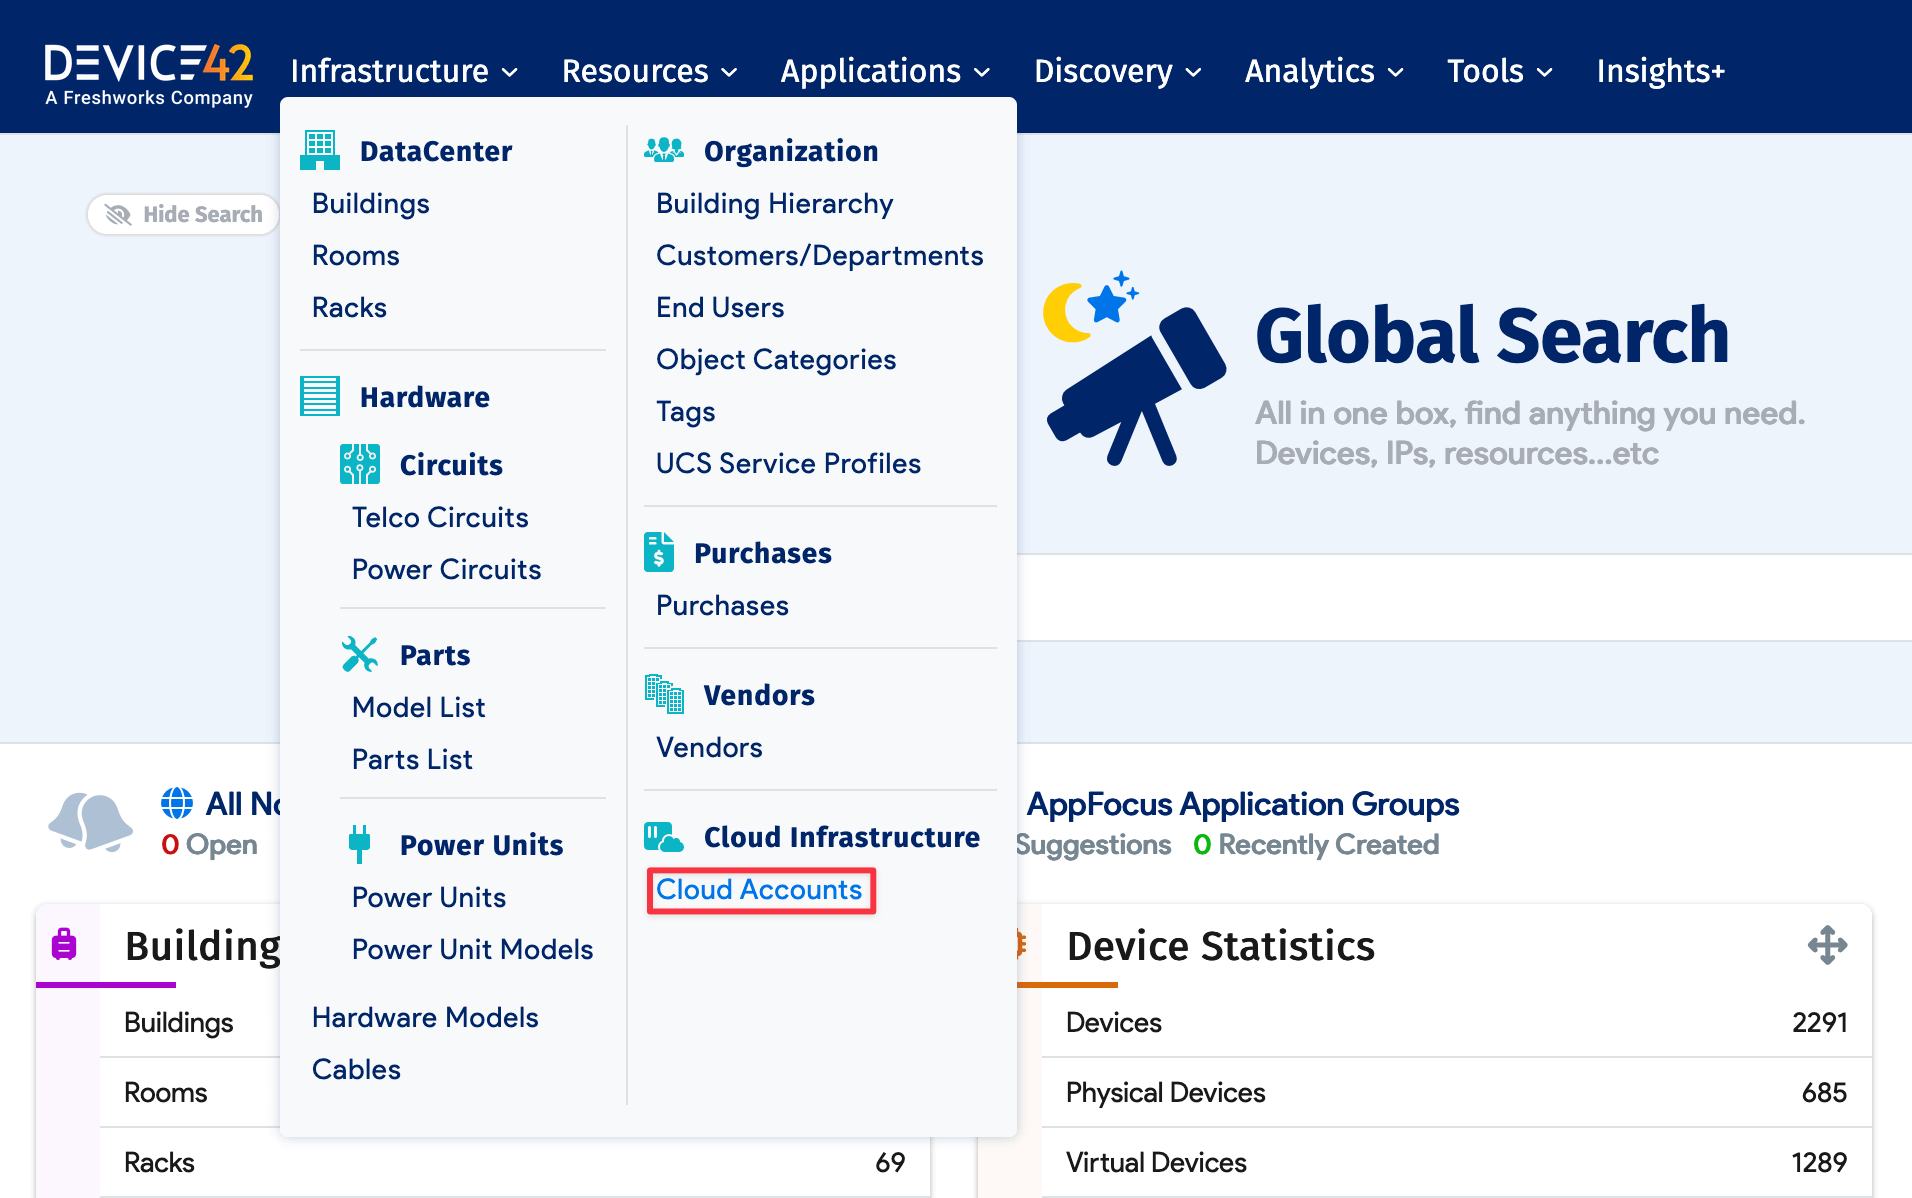 DEVICE42
A Freshworks Company
Infrastructure
Resources
Applications
Discovery
Analytics
Tools
Insights+
Hide Search
DataCenter
Buildings
Rooms
Racks
Hardware
Circuits
Telco Circuits
Power Circuits
Parts
Model List
Parts List
Power Units
Power Units
Power Unit Models
Hardware Models
Cables
Organization
Building Hierarchy
Customers/Departments
End Users
Object Categories
Tags
UCS Service Profiles
Purchases
Purchases
Vendors
Vendors
Cloud Infrastructure
Cloud Accounts
Global Search
All in one box, find anything you need.
Devices, IPs, resources...etc
All No
0 Open
AppFocus Application Groups
Suggestions 0 Recently Created
Building
Buildings
Rooms
Racks 69
Device Statistics
Devices 2291
Physical Devices 685
Virtual Devices 1289